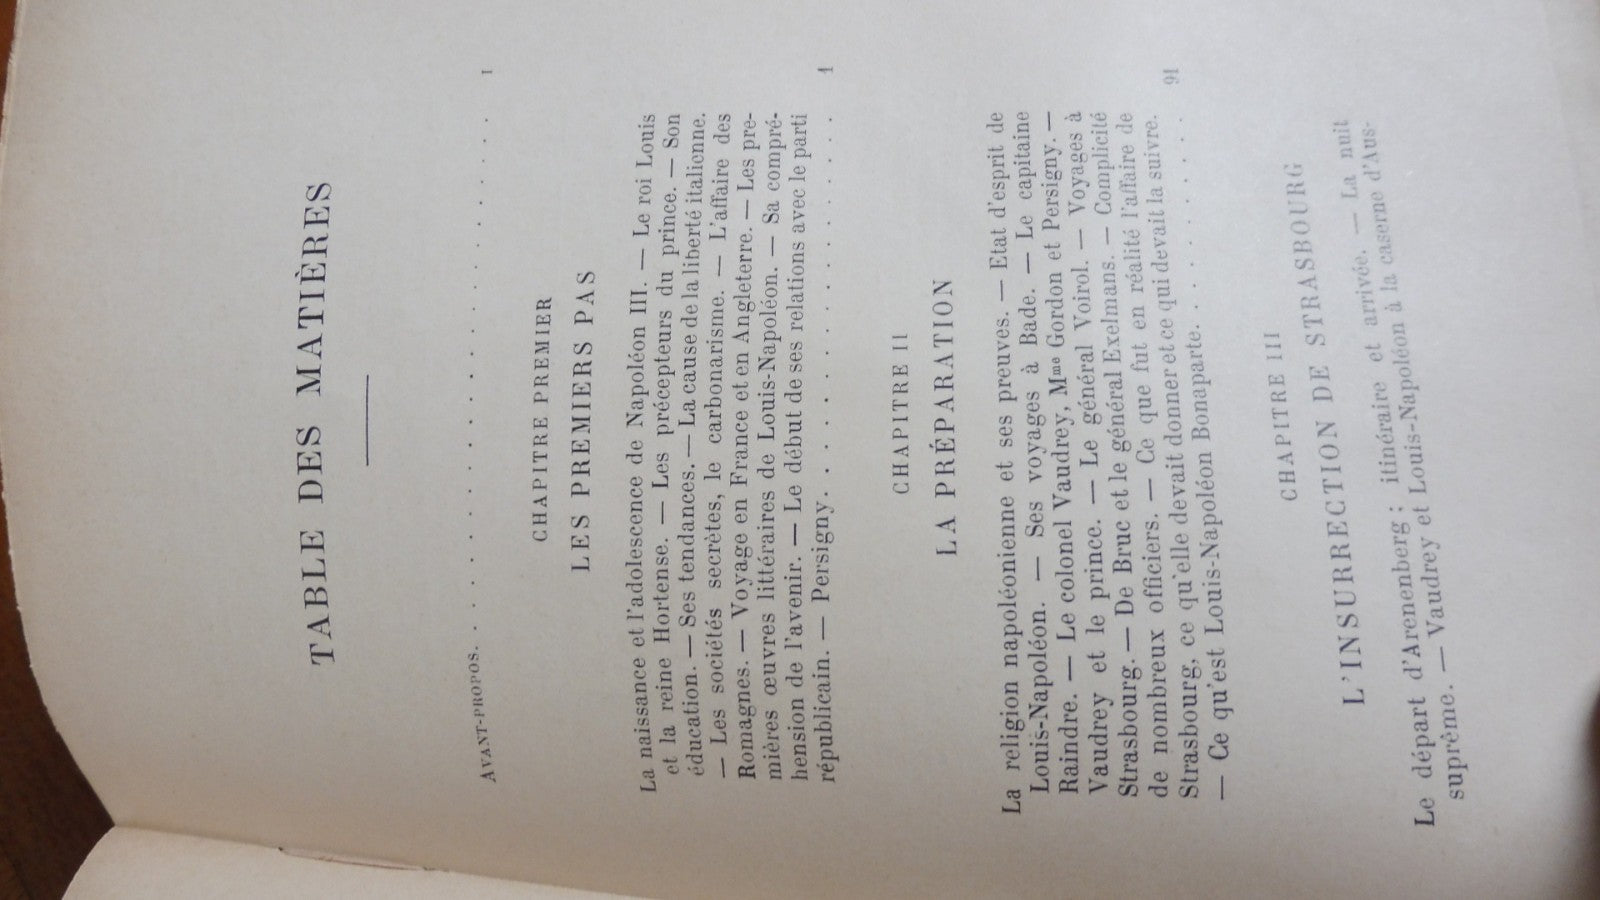 TABLE DES MATIÈRES
AVANT-PROPOS. . . . . . . . . . . . . . . . . . . . . I
CHAPITRE PREMIER
LES PREMIERS PAS
La naissance et l'adolescence de Napoléon III. — Le roi Louis
et la reine Hortense. — Les précepteurs du prince. — Son
éducation. — Ses tendances. — La cause de la liberté italienne.
— Les sociétés secrètes, le carbonarisme. — L'affaire des
Romagnes. — Voyage en France et en Angleterre. — Les pre-
mières œuvres littéraires de Louis-Napoléon. — Sa compré-
hension de l'avenir. — Le début de ses relations avec le parti
républicain. — Persigny. . . . . . . . . . . . . . . . . 1
CHAPITRE II
LA PRÉPARATION
La religion napoléonienne et ses preuves. — Etat d'esprit de
Louis-Napoléon. — Ses voyages à Bade. — Le capitaine
Raindre. — Le colonel Vaudrey, Mme Gordon et Persigny. —
Vaudrey et le prince. — Le général Voirol. — Voyages à
Strasbourg. — De Bruc et le général Exelmans. — Complicité
de nombreux officiers. — Ce que fut en réalité l'affaire de
Strasbourg, ce qu'elle devait donner et ce qui devait la suivre.
— Ce qu'est Louis-Napoléon Bonaparte. . . . . . . . . . . 91
CHAPITRE III
L'INSURRECTION DE STRASBOURG
Le départ d'Arenenberg : itinéraire et arrivée. — La nuit
suprême. — Vaudrey et Louis-Napoléon à la caserne d'Aus-